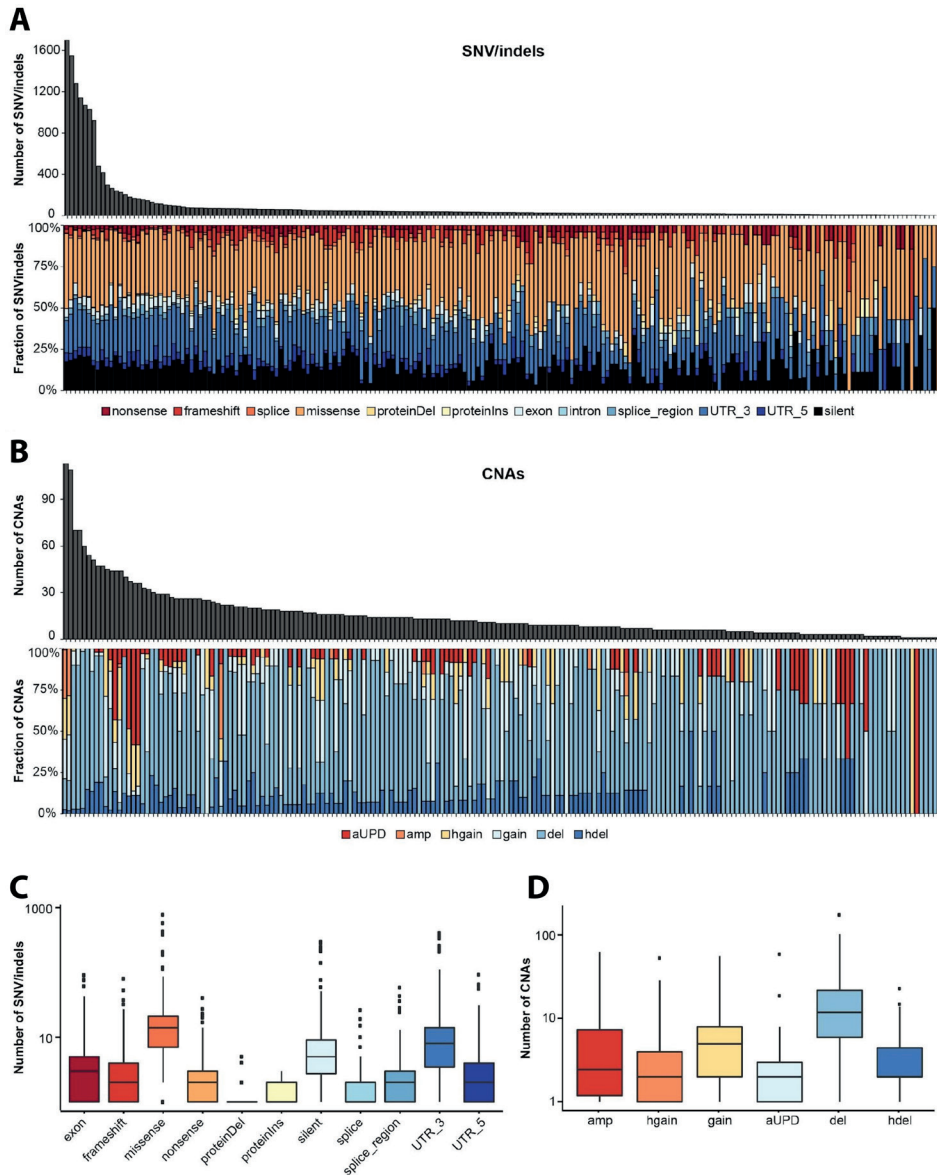 A
SNV/indels
Number of SNV/indels
1600
1200
800
400
0
Fraction of SNV/indels
100%
75%
50%
25%
0%
nonsense frameshift splice missense proteinDel proteinIns exon intron splice_region UTR_3 UTR_5 silent
B
CNAs
Number of CNAs
90
60
30
0
Fraction of CNAs
100%
75%
50%
25%
0%
aUPD amp hgain gain del hdel
C
Number of SNV/indels
1000
10
exon frameshift missense nonsense proteinDel proteinIns silent splice splice_region UTR_3 UTR_5
D
Number of CNAs
100
10
1
amp hgain gain aUPD del hdel